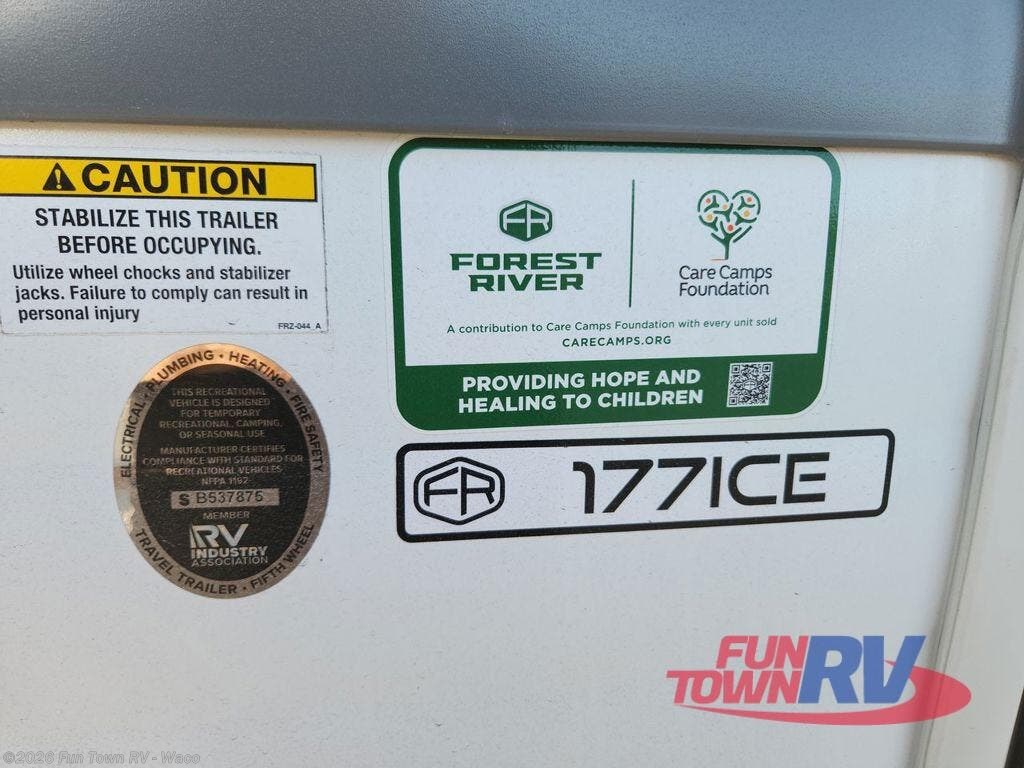 CAUTION
STABILIZE THIS TRAILER
BEFORE OCCUPYING.
Utilize wheel chocks and stabilizer
jacks. Failure to comply can result in
personal injury
FRZ-044 A
FR
FOREST
RIVER
Care Camps
Foundation
A contribution to Care Camps Foundation with every unit sold
CARECAMPS.ORG
PROVIDING HOPE AND
HEALING TO CHILDREN
ELECTRICAL • PLUMBING • HEATING • FIRE SAFETY
THIS RECREATIONAL
VEHICLE IS DESIGNED
FOR TEMPORARY
RECREATIONAL, CAMPING,
OR SEASONAL USE
MANUFACTURER CERTIFIES
COMPLIANCE WITH STANDARD FOR
RECREATIONAL VEHICLES
NFPA 1192
S B537875
MEMBER
RV
INDUSTRY
ASSOCIATION
TRAVEL TRAILER • FIFTH WHEEL
FR 177ICE
FUN
TOWN RV
©2026 Fun Town RV - Waco